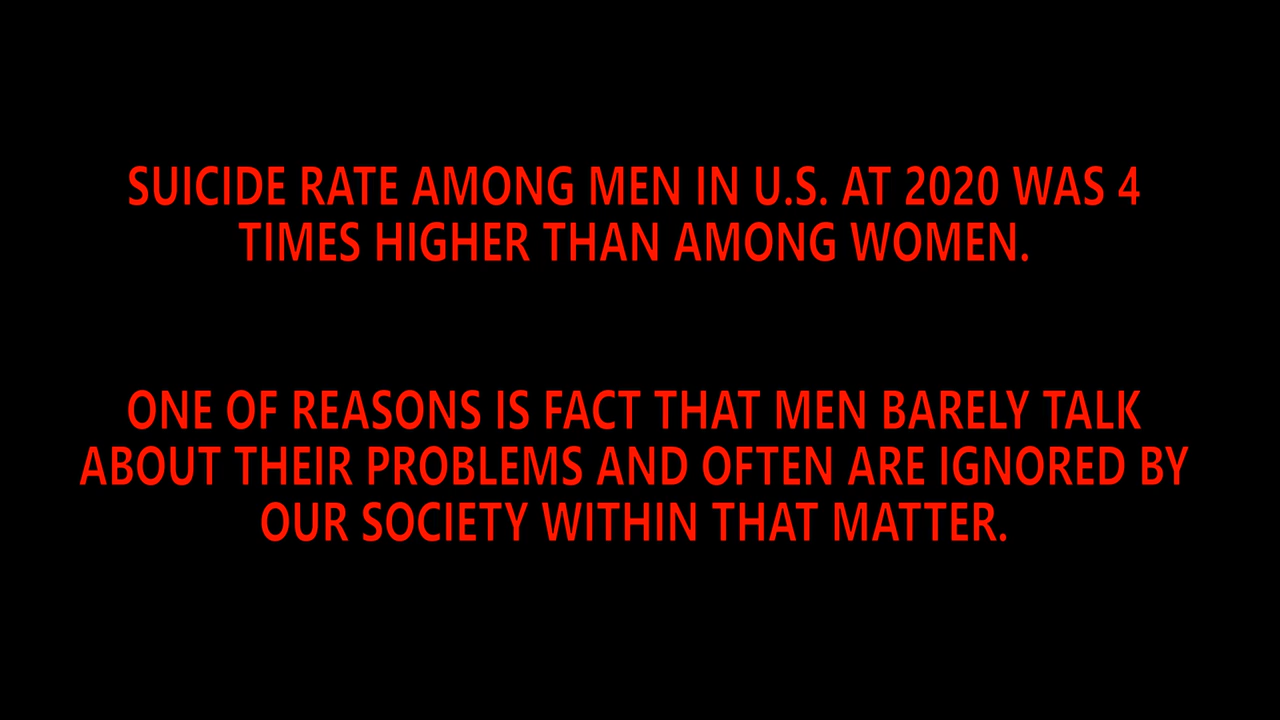 SUICIDE RATE AMONG MEN IN U.S. AT 2020 WAS 4
TIMES HIGHER THAN AMONG WOMEN.
ONE OF REASONS IS FACT THAT MEN BARELY TALK
ABOUT THEIR PROBLEMS AND OFTEN ARE IGNORED BY
OUR SOCIETY WITHIN THAT MATTER.